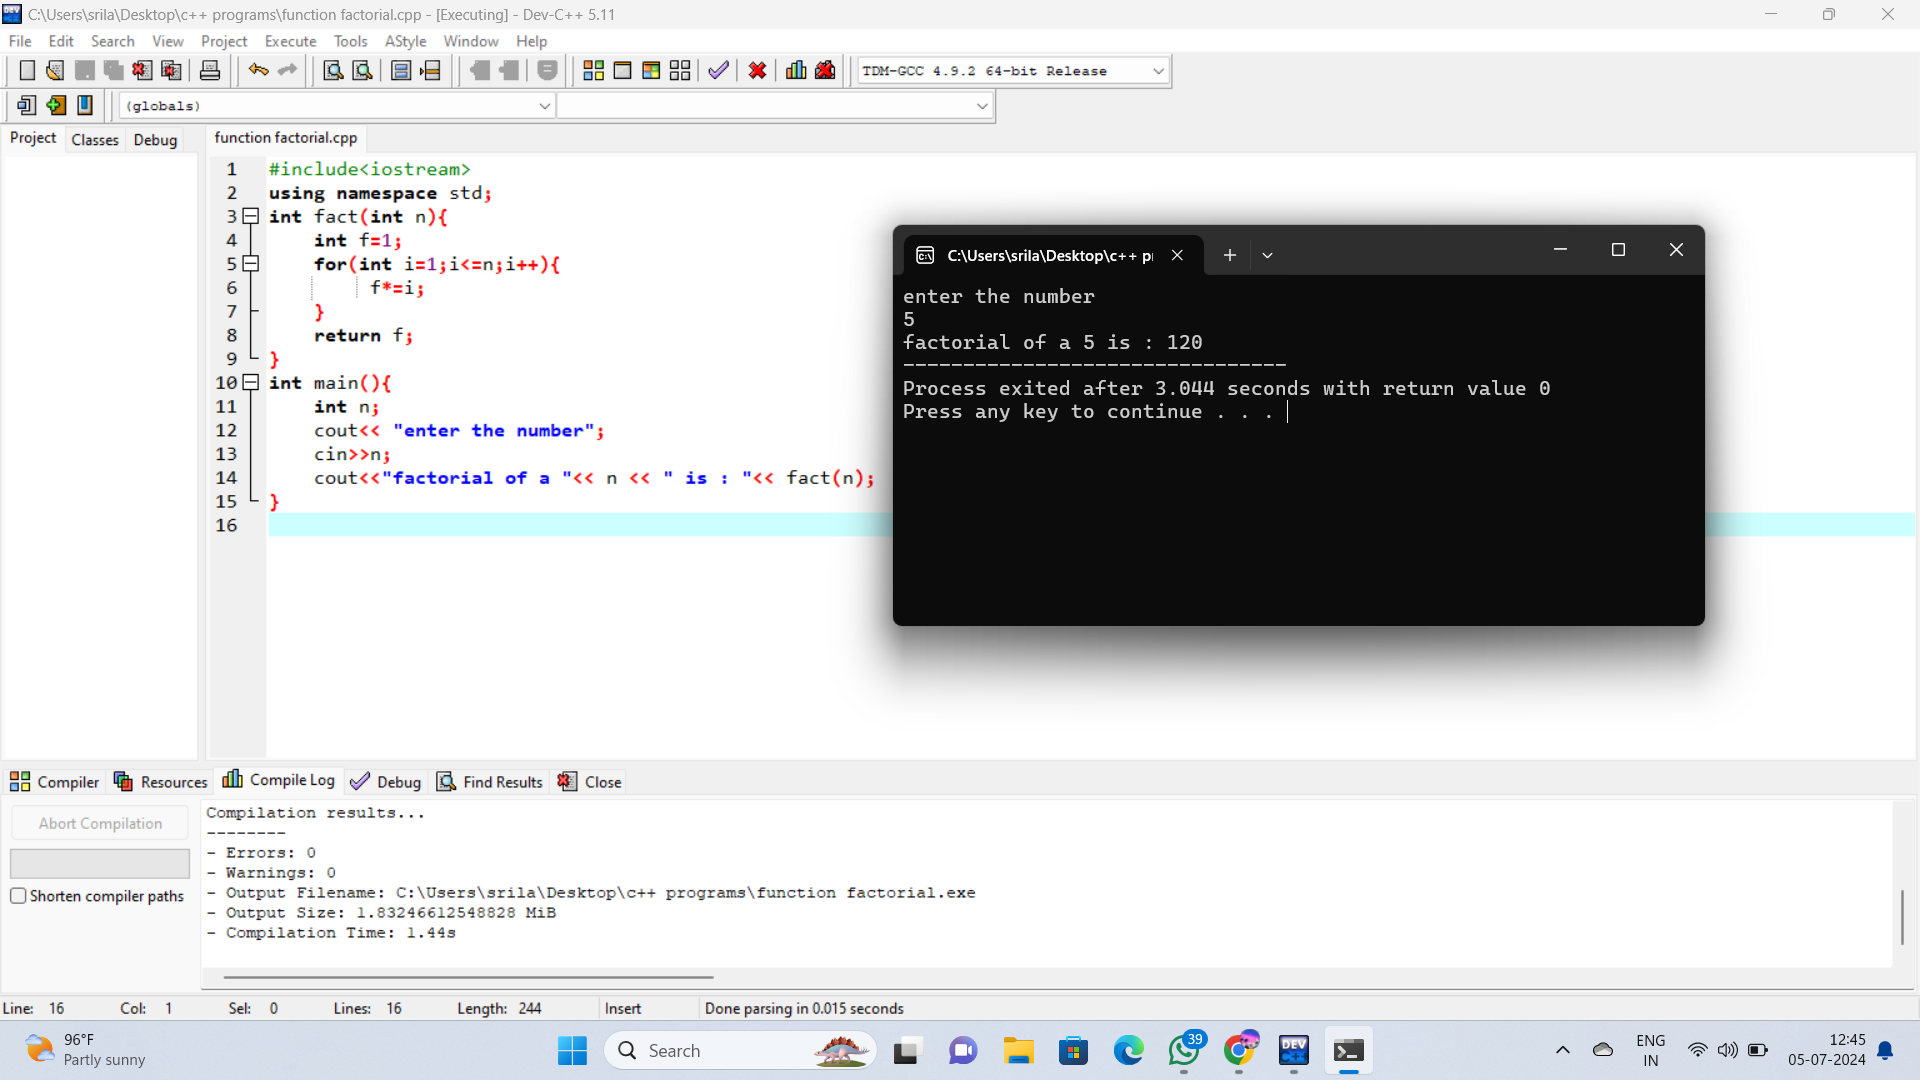 C:\Users\srila\Desktop\c++ programs\function factorial.cpp - [Executing] - Dev-C++ 5.11
File Edit Search View Project Execute Tools AStyle Window Help
TDM-GCC 4.9.2 64-bit Release
(globals)
Project Classes Debug
function factorial.cpp
1 #include<iostream>
2 using namespace std;
3 int fact(int n){
4 int f=1;
5 for(int i=1;i<=n;i++){
6 f*=i;
7 }
8 return f;
9 }
10 int main(){
11 int n;
12 cout<< "enter the number";
13 cin>>n;
14 cout<<"factorial of a "<< n << " is : "<< fact(n);
15 }
16
C:\Users\srila\Desktop\c++ p
enter the number
5
factorial of a 5 is : 120
--------------------------------
Process exited after 3.044 seconds with return value 0
Press any key to continue . . .
Compiler Resources Compile Log Debug Find Results Close
Abort Compilation
Shorten compiler paths
Compilation results...
--------
- Errors: 0
- Warnings: 0
- Output Filename: C:\Users\srila\Desktop\c++ programs\function factorial.exe
- Output Size: 1.83246612548828 MiB
- Compilation Time: 1.44s
Line: 16 Col: 1 Sel: 0 Lines: 16 Length: 244 Insert Done parsing in 0.015 seconds
96°F
Partly sunny
Search
39
DEV
ENG
IN
12:45
05-07-2024